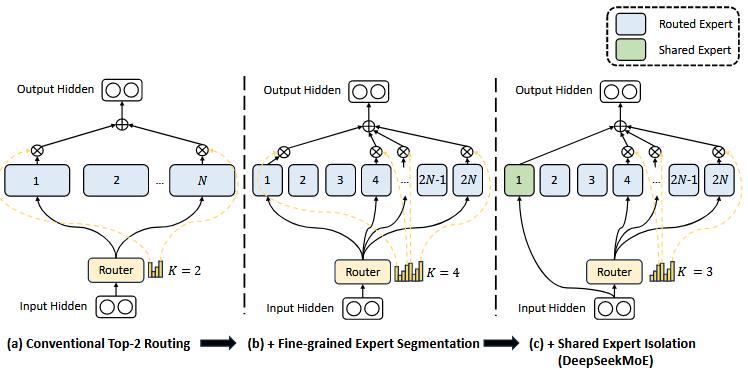 Routed Expert
Shared Expert
Output Hidden
1
2
...
N
Router
K = 2
Input Hidden
(a) Conventional Top-2 Routing
Output Hidden
1
2
3
4
...
2N-1
2N
Router
K = 4
Input Hidden
(b) + Fine-grained Expert Segmentation
Output Hidden
1
2
3
4
...
2N-1
2N
Router
K = 3
Input Hidden
(c) + Shared Expert Isolation
(DeepSeekMoE)